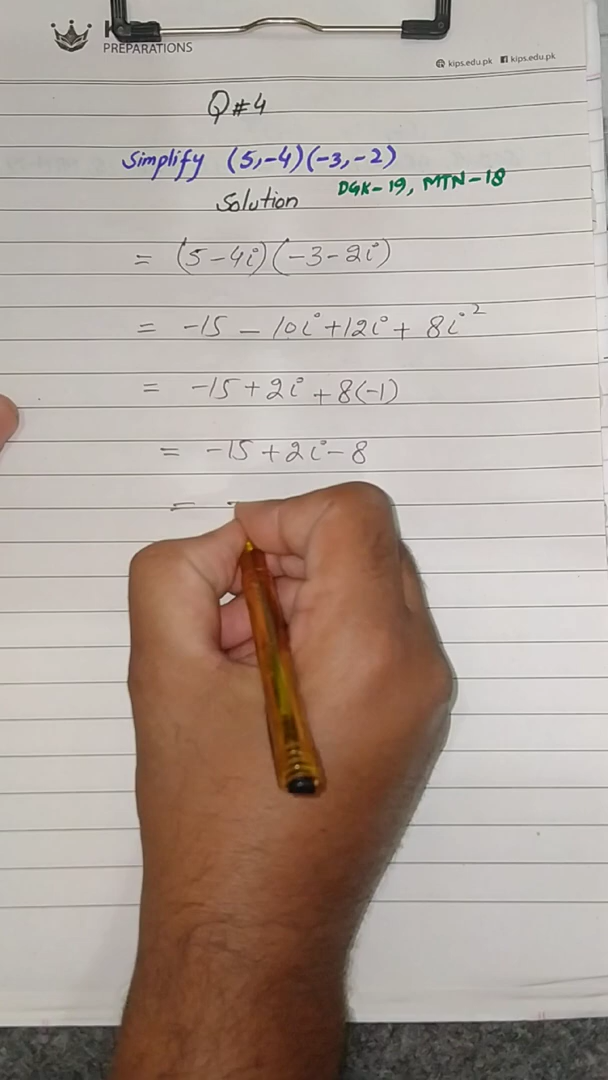 PREPARATIONS
kips.edu.pk kips.edu.pk
Q#4
Simplify (5,-4)(-3,-2)
DGK-19, MTN-18
Solution
= (5-4i)(-3-2i)
= -15 - 10i + 12i + 8i²
= -15 + 2i + 8(-1)
= -15 + 2i - 8
= -